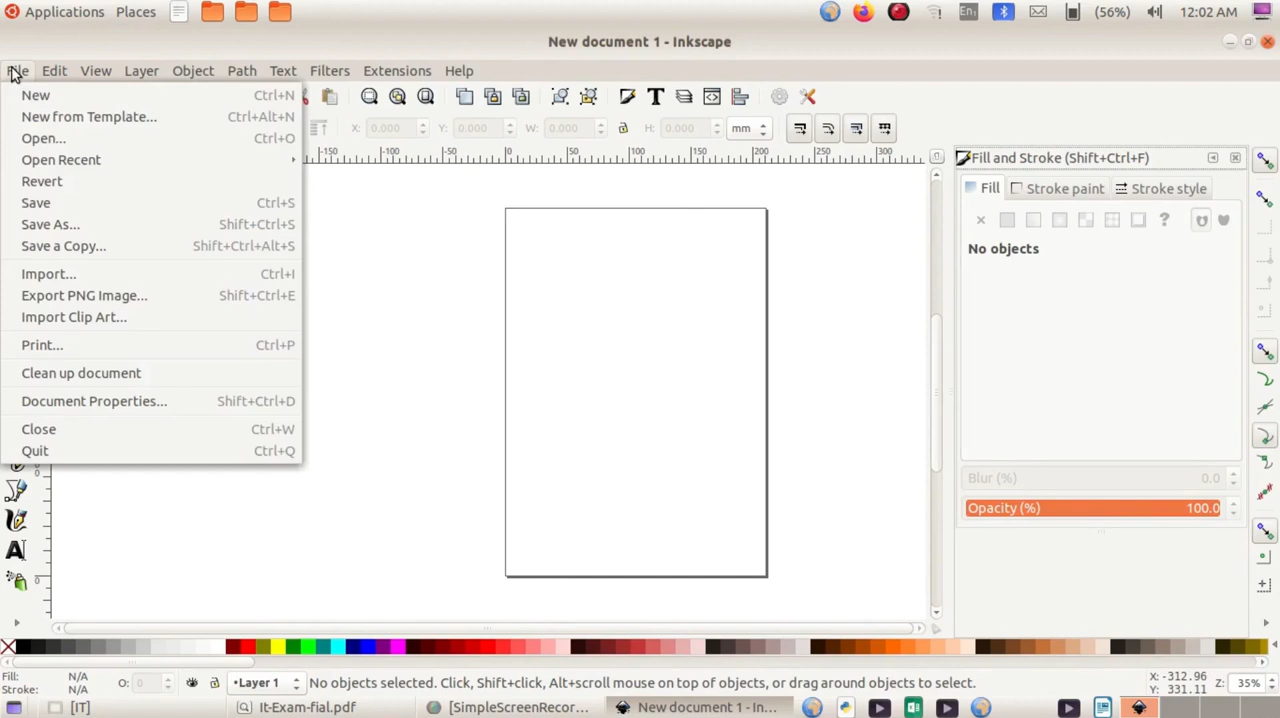 Applications Places En1 (56%) 12:02 AM
New document 1 - Inkscape
File Edit View Layer Object Path Text Filters Extensions Help
New Ctrl+N
New from Template... Ctrl+Alt+N
Open... Ctrl+O
Open Recent
Revert
Save Ctrl+S
Save As... Shift+Ctrl+S
Save a Copy... Shift+Ctrl+Alt+S
Import... Ctrl+I
Export PNG Image... Shift+Ctrl+E
Import Clip Art...
Print... Ctrl+P
Clean up document
Document Properties... Shift+Ctrl+D
Close Ctrl+W
Quit Ctrl+Q
X: 0.000 Y: 0.000 W: 0.000 H: 0.000 mm
-150 -100 -50 0 50 100 150 200 250 300
Fill and Stroke (Shift+Ctrl+F)
Fill Stroke paint Stroke style
No objects
Blur (%) 0.0
Opacity (%) 100.0
Fill: N/A
Stroke: N/A
O: 0
•Layer 1
No objects selected. Click, Shift+click, Alt+scroll mouse on top of objects, or drag around objects to select.
X: -312.96
Y: 331.11
Z: 35%
[IT] It-Exam-fial.pdf [SimpleScreenRecor... New document 1 - In...